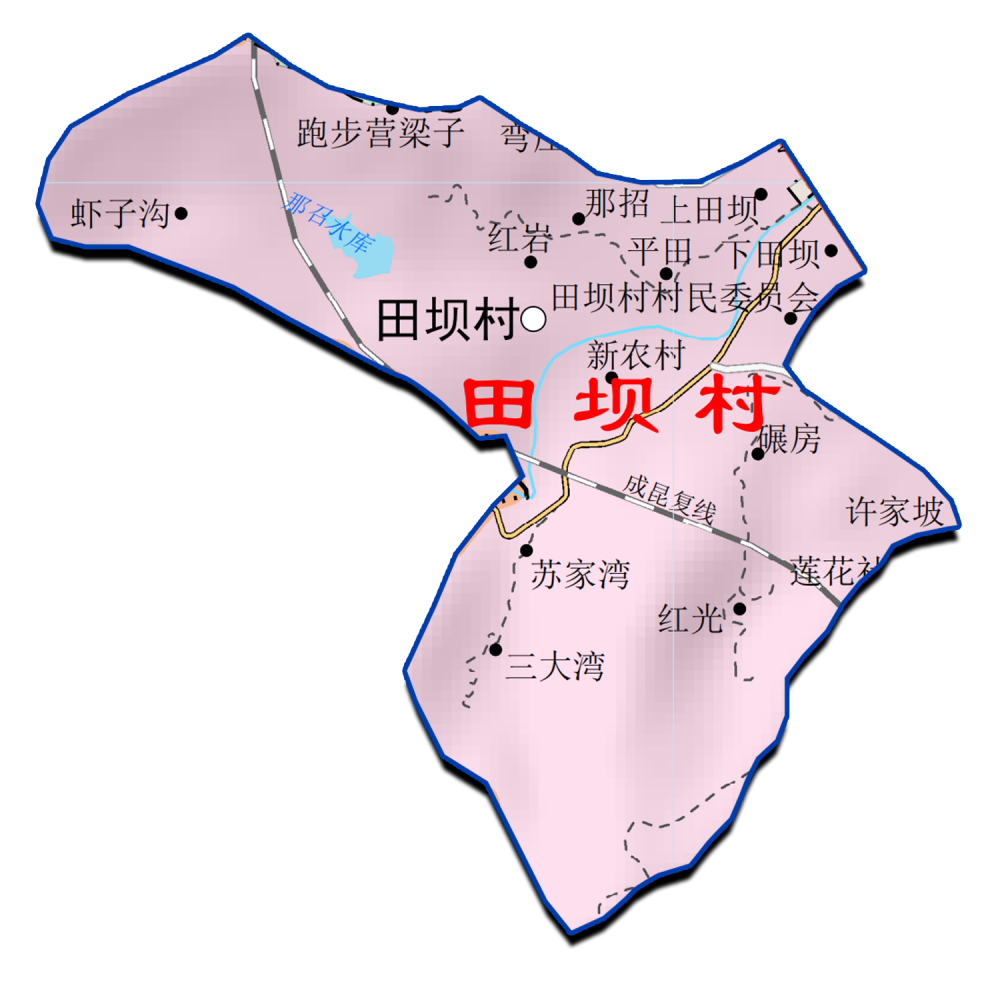 跑步营梁子
弯庄
虾子沟
那召水库
那招
上田坝
红岩
平田
下田坝
田坝村村民委员会
田坝村
新农村
田坝村
碾房
成昆复线
许家坡
苏家湾
莲花社
红光
三大湾